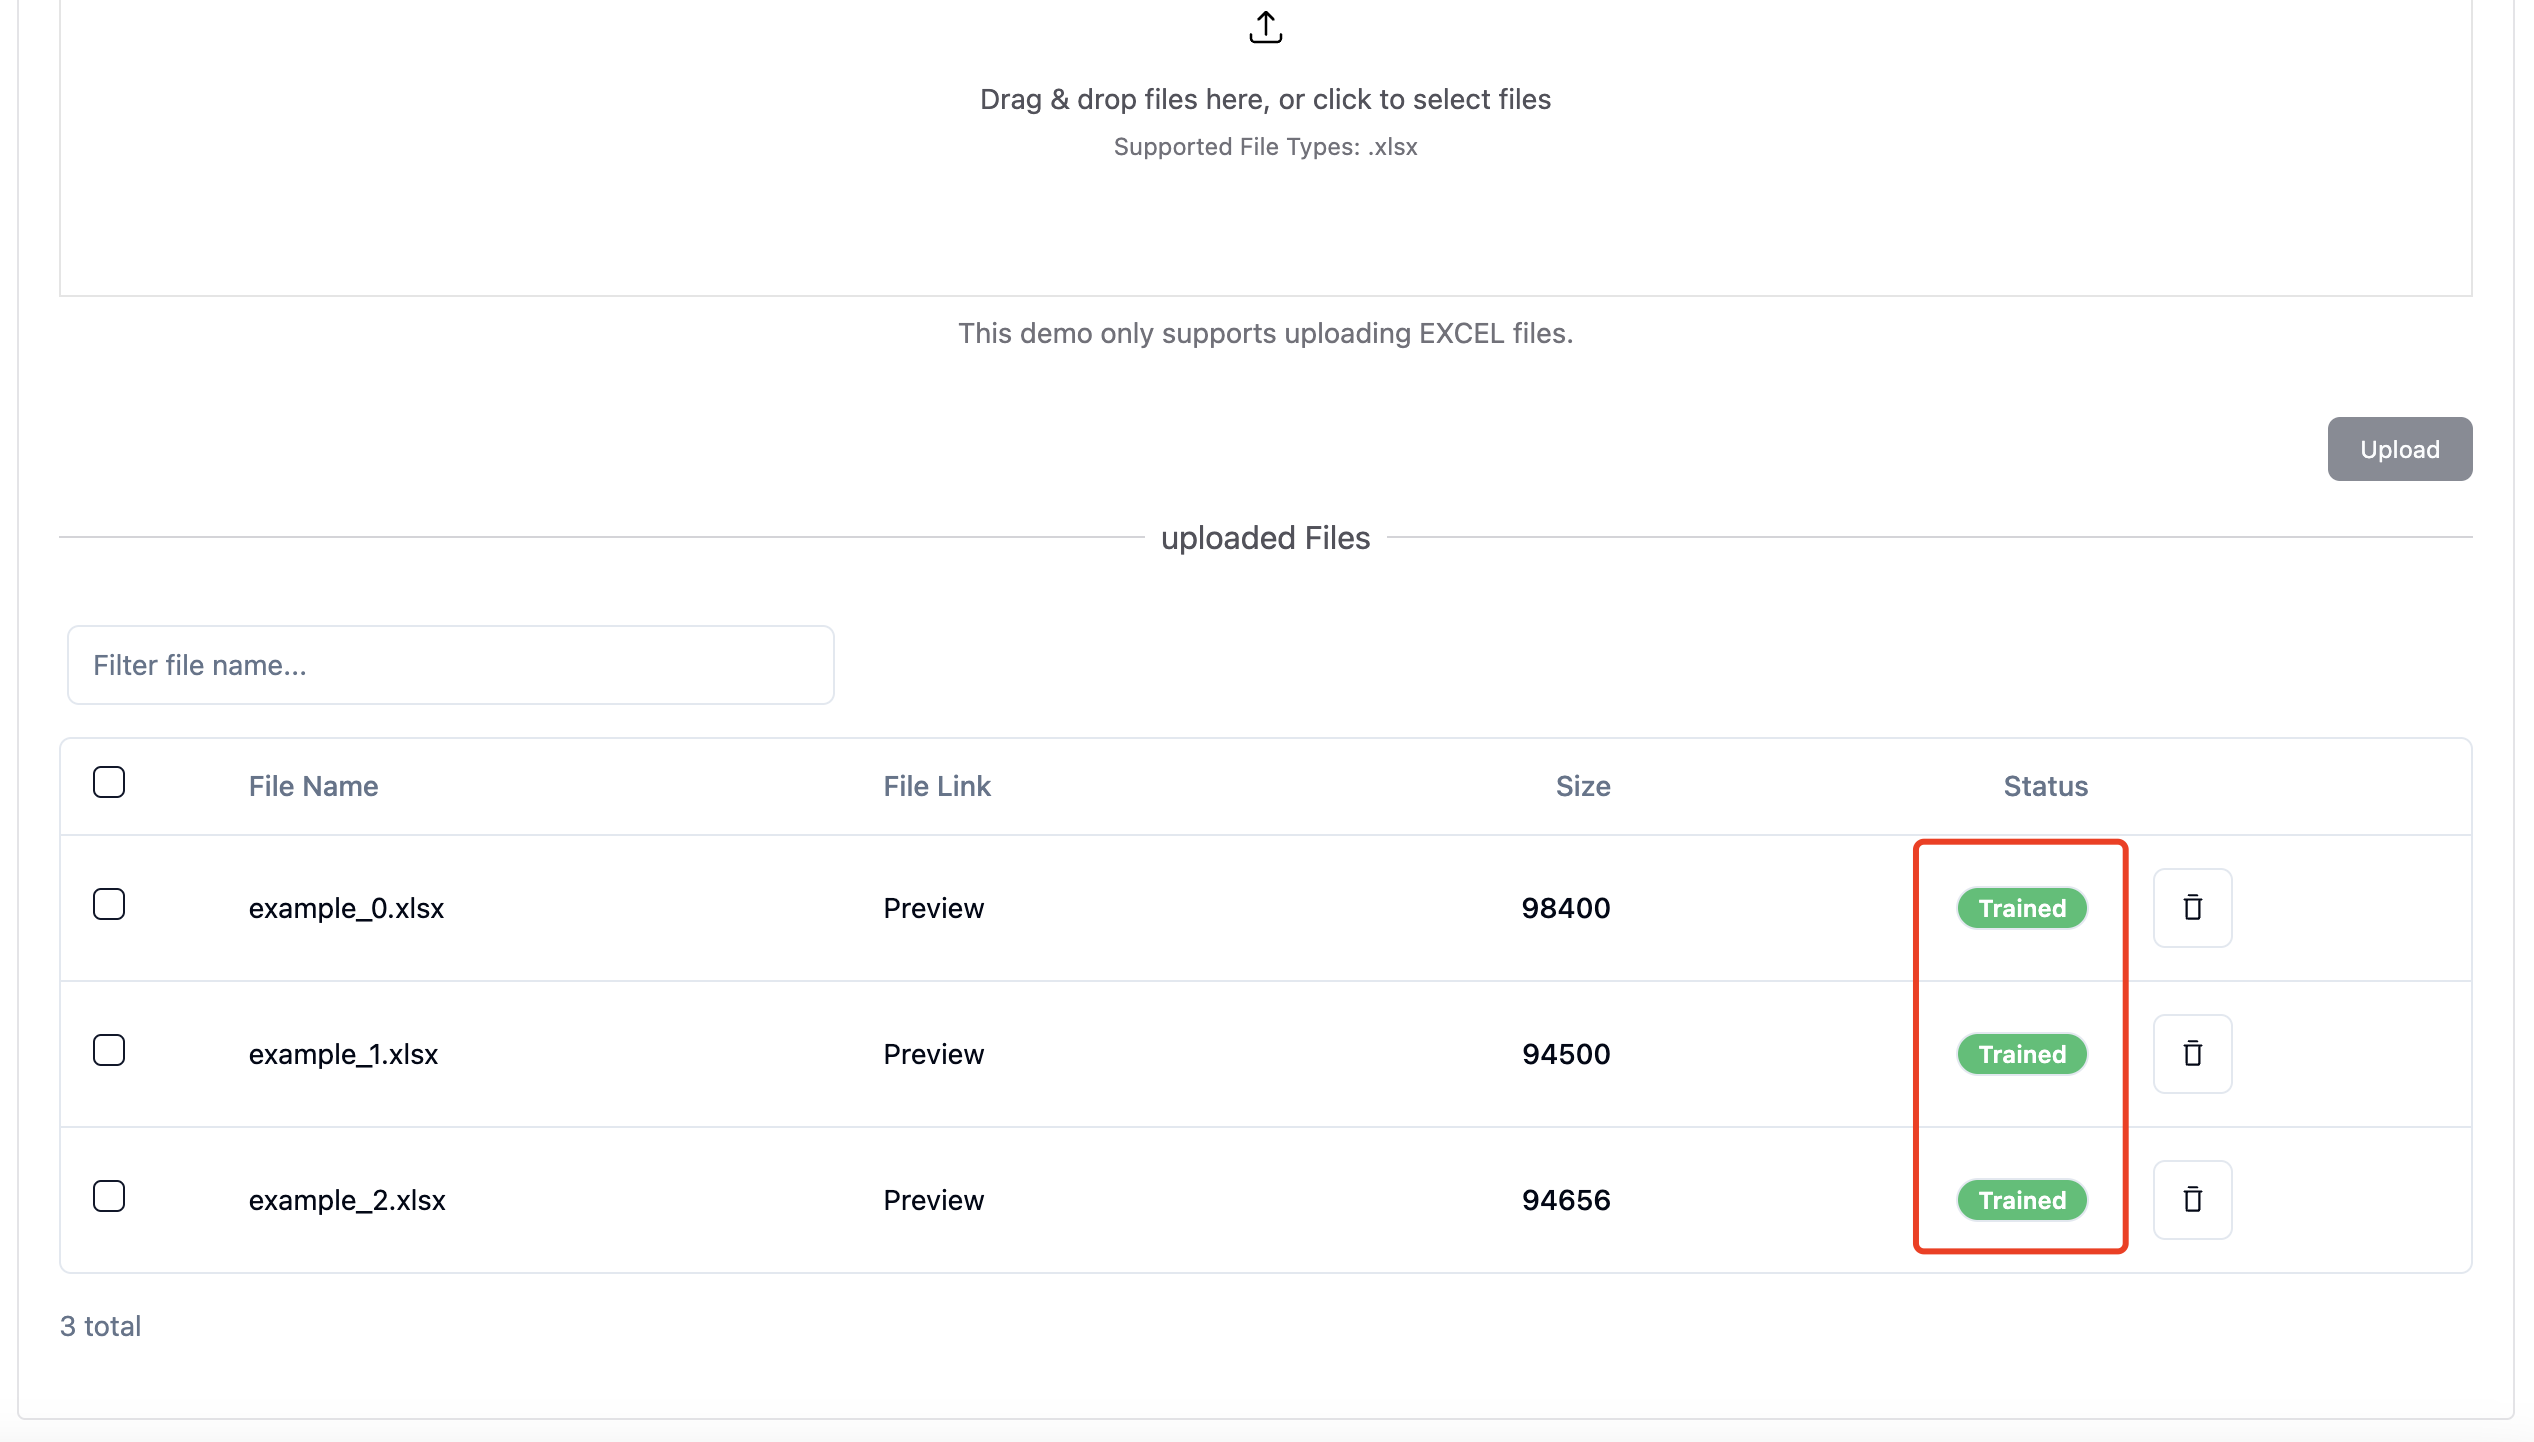 Drag & drop files here, or click to select files
Supported File Types: .xlsx
This demo only supports uploading EXCEL files.
Upload
uploaded Files
Filter file name...
File Name File Link Size Status
example_0.xlsx Preview 98400 Trained
example_1.xlsx Preview 94500 Trained
example_2.xlsx Preview 94656 Trained
3 total